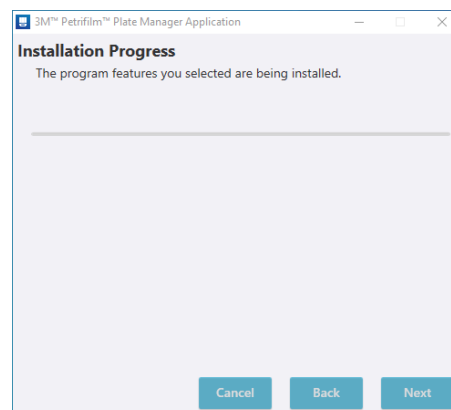 3M™ Petrifilm™ Plate Manager Application
Installation Progress
The program features you selected are being installed.
Cancel Back Next